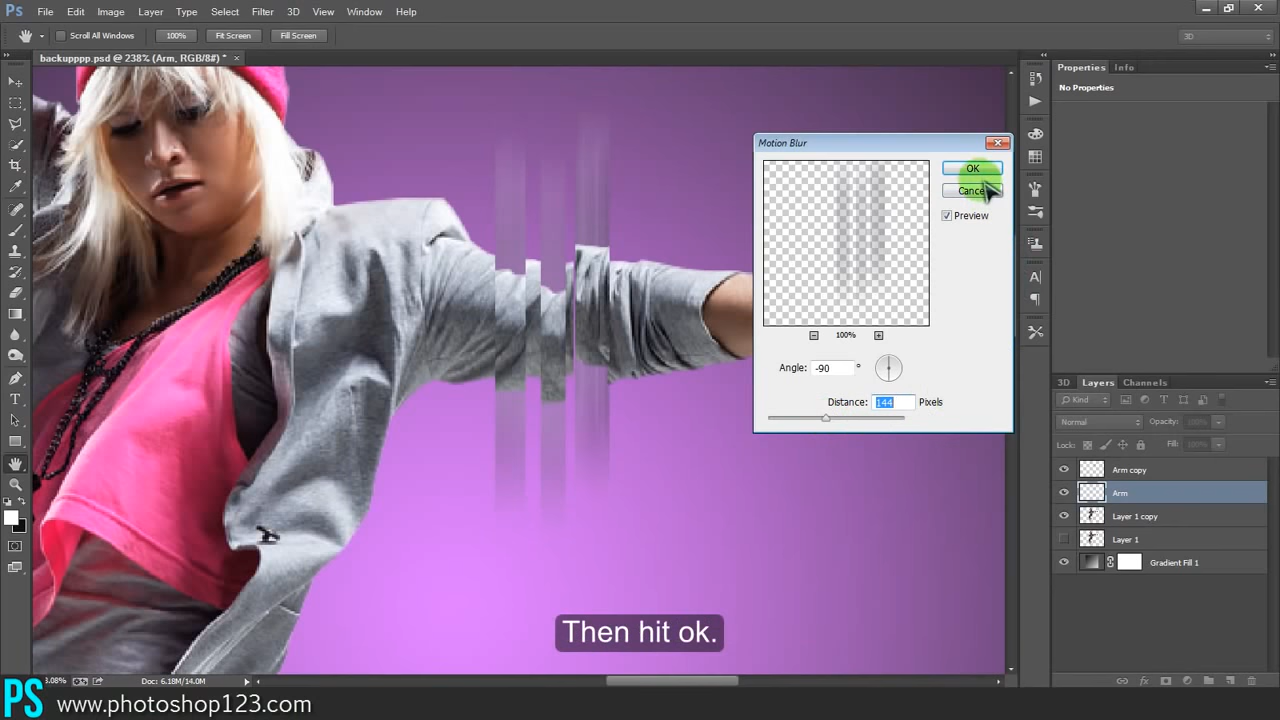 Ps File Edit Image Layer Type Select Filter 3D View Window Help
Scroll All Windows 100% Fit Screen Fill Screen 3D
backupppp.psd @ 238% (Arm, RGB/8#) * ×
Properties Info
No Properties
Motion Blur
OK
Cancel
Preview
100%
Angle: -90 °
Distance: 144 Pixels
3D Layers Channels
Kind
Normal Opacity: 100%
Lock: Fill: 100%
Arm copy
Arm
Layer 1 copy
Layer 1
Gradient Fill 1
Then hit ok.
Doc: 6.18M/14.0M
PS www.photoshop123.com